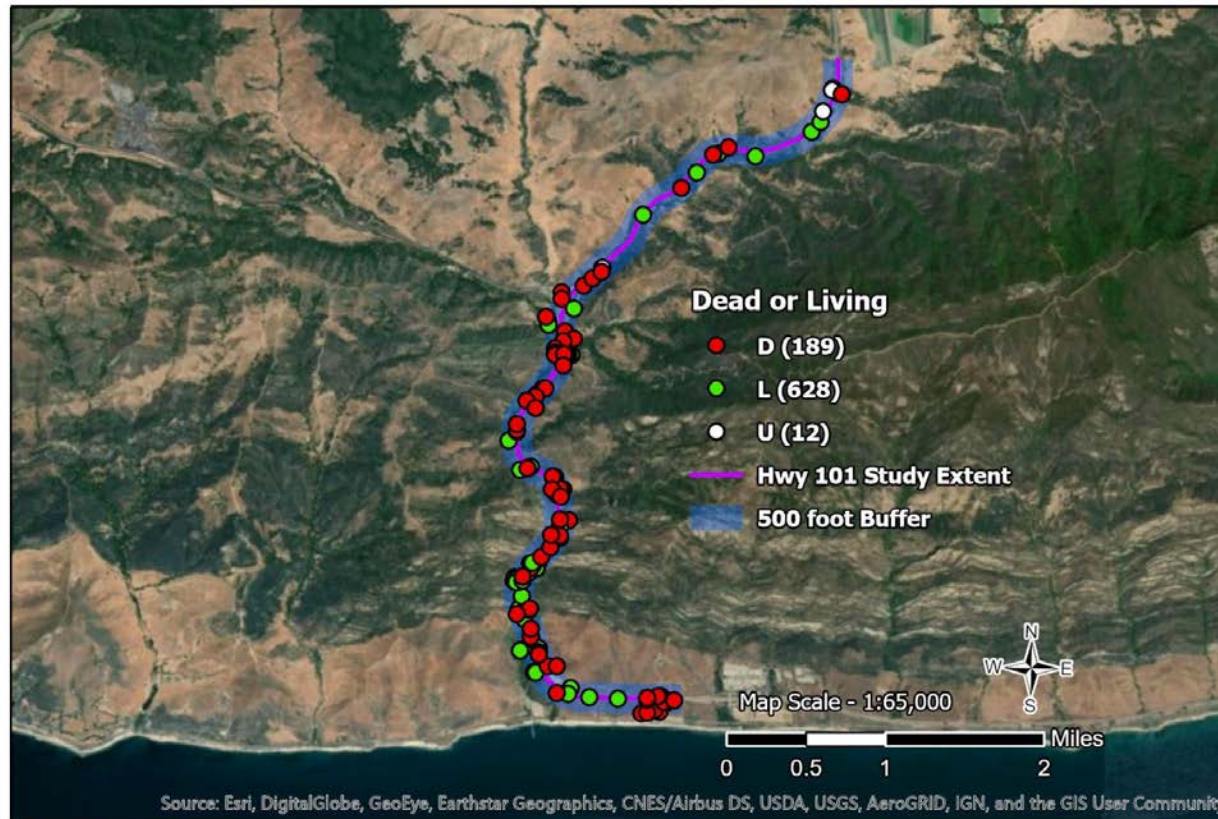 Dead or Living
D (189)
L (628)
U (12)
Hwy 101 Study Extent
500 foot Buffer
N
W E
S
Map Scale - 1:65,000
Miles
0 0.5 1 2
Source: Esri, DigitalGlobe, GeoEye, Earthstar Geographics, CNES/Airbus DS, USDA, USGS, AeroGRID, IGN, and the GIS User Communit